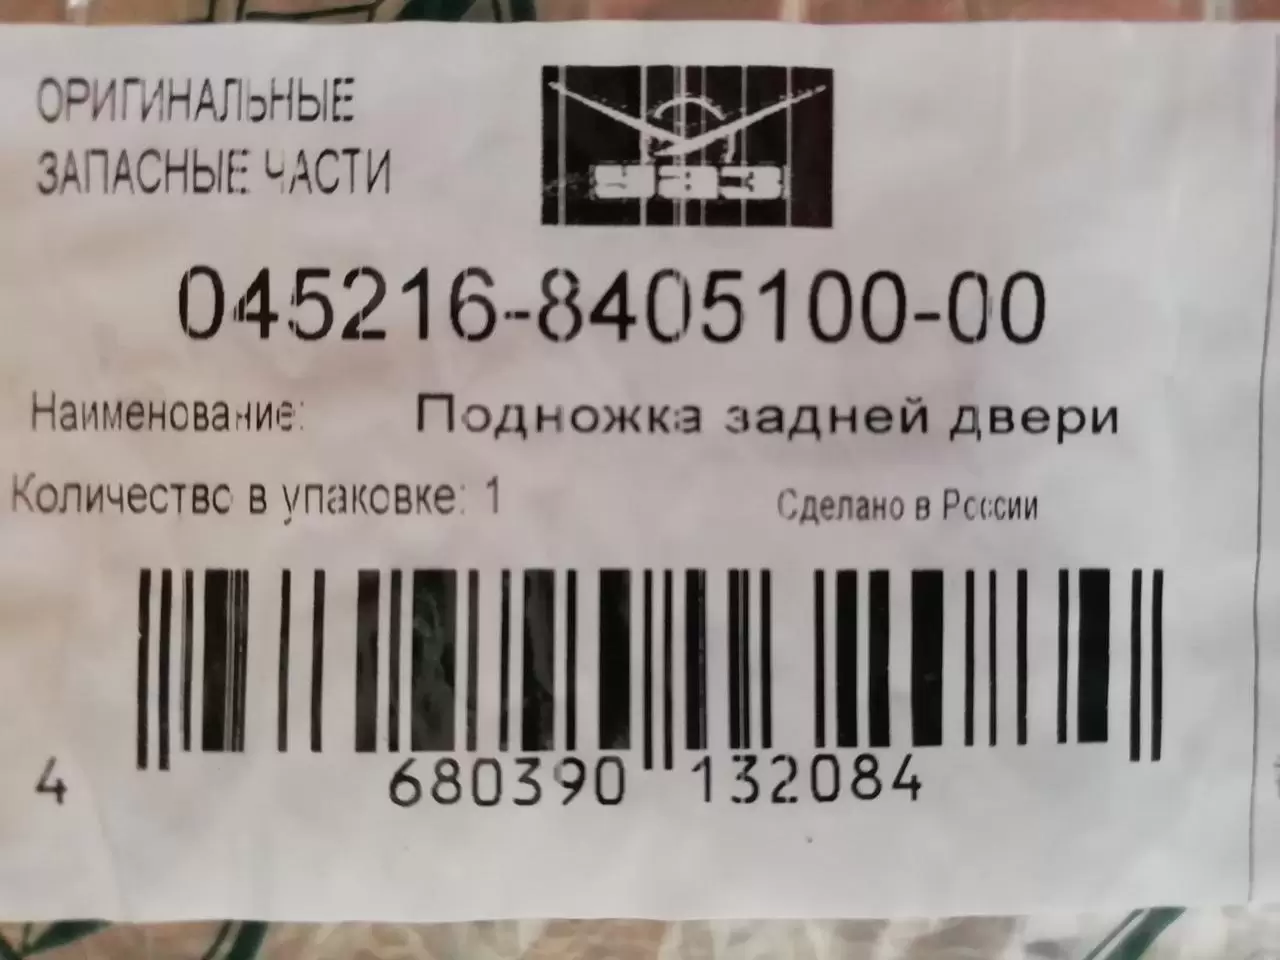 ОРИГИНАЛЬНЫЕ
ЗАПАСНЫЕ ЧАСТИ
УАЗ
045216-8405100-00
Наименование: Подножка задней двери
Количество в упаковке: 1
Сделано в России
4 680390 132084